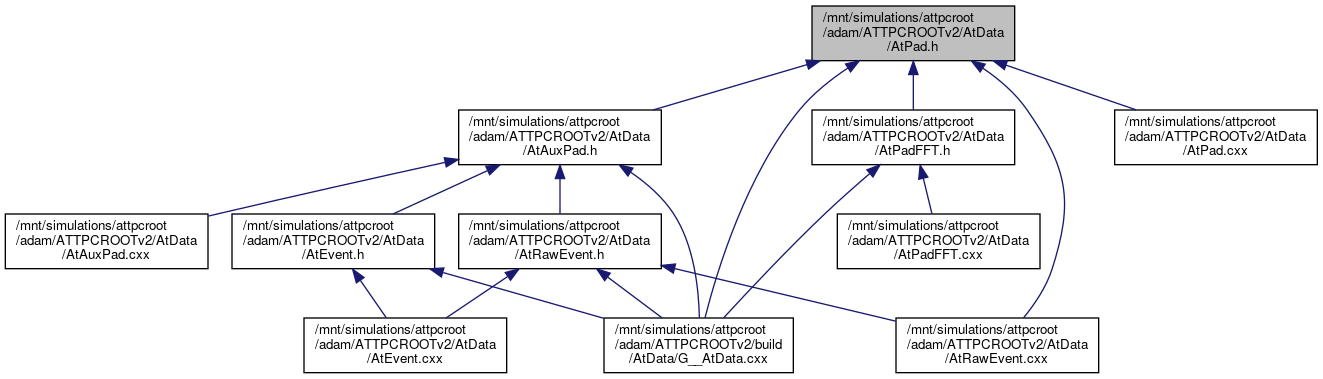 /mnt/simulations/attpcroot
/adam/ATTPCROOTv2/AtData
/AtPad.h
/mnt/simulations/attpcroot
/adam/ATTPCROOTv2/AtData
/AtAuxPad.h
/mnt/simulations/attpcroot
/adam/ATTPCROOTv2/AtData
/AtPadFFT.h
/mnt/simulations/attpcroot
/adam/ATTPCROOTv2/AtData
/AtPad.cxx
/mnt/simulations/attpcroot
/adam/ATTPCROOTv2/AtData
/AtAuxPad.cxx
/mnt/simulations/attpcroot
/adam/ATTPCROOTv2/AtData
/AtEvent.h
/mnt/simulations/attpcroot
/adam/ATTPCROOTv2/AtData
/AtRawEvent.h
/mnt/simulations/attpcroot
/adam/ATTPCROOTv2/AtData
/AtPadFFT.cxx
/mnt/simulations/attpcroot
/adam/ATTPCROOTv2/AtData
/AtEvent.cxx
/mnt/simulations/attpcroot
/adam/ATTPCROOTv2/build
/AtData/G__AtData.cxx
/mnt/simulations/attpcroot
/adam/ATTPCROOTv2/AtData
/AtRawEvent.cxx